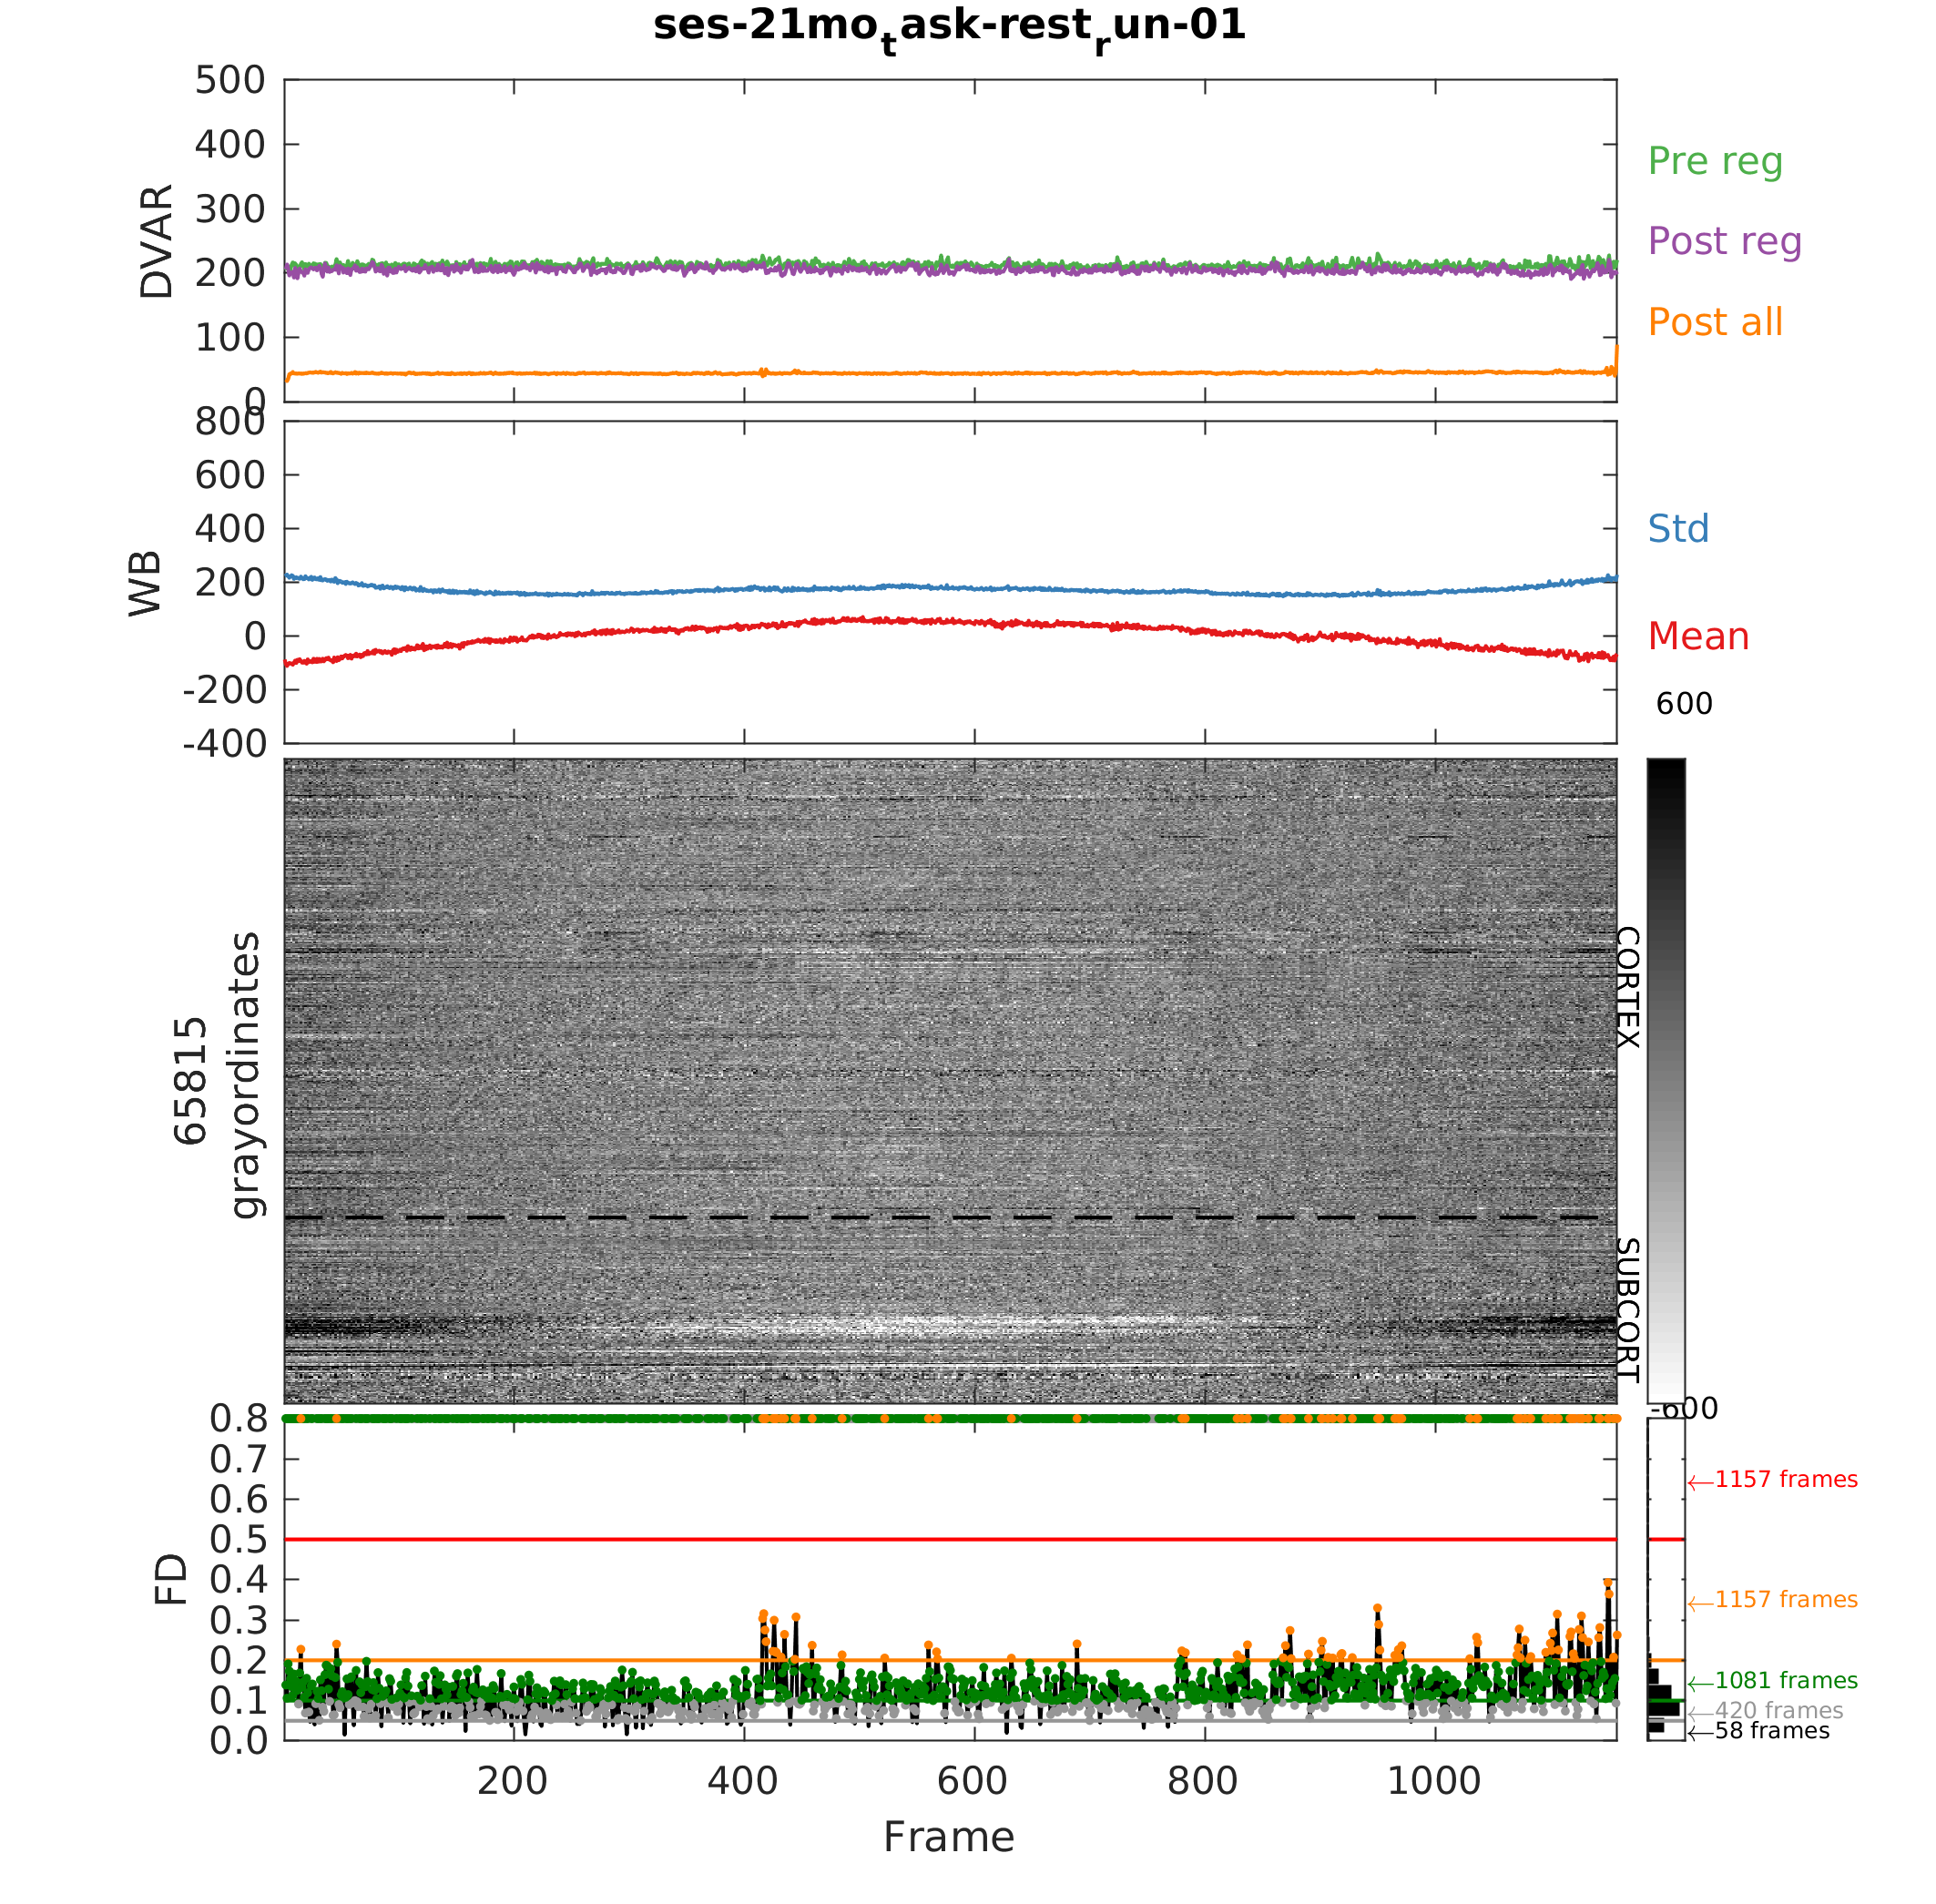 ses-21mo_task-rest_run-01
500
400
300
200
100
0
DVAR
Pre reg
Post reg
Post all
800
600
400
200
0
-200
-400
WB
Std
Mean
600
65815
grayordinates
CORTEX
SUBCORT
-600
0.8
0.7
0.6
0.5
0.4
0.3
0.2
0.1
0.0
FD
←1157 frames
←1157 frames
←1081 frames
←420 frames
←58 frames
200 400 600 800 1000
Frame